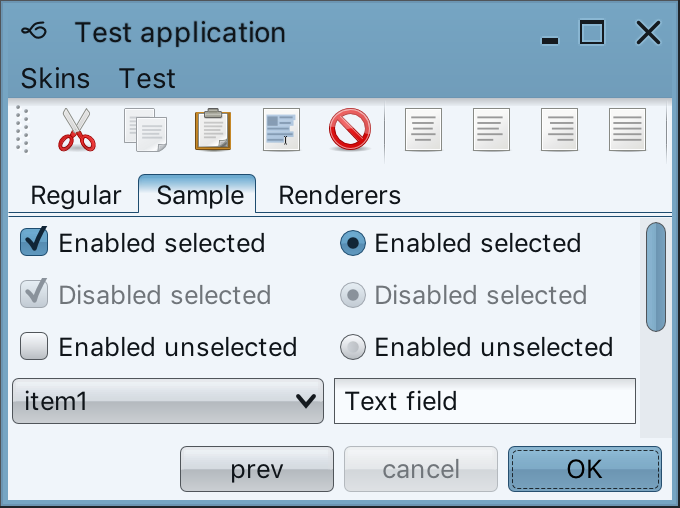 Test application
Skins Test
Regular Sample Renderers
Enabled selected Enabled selected
Disabled selected Disabled selected
Enabled unselected Enabled unselected
item1 Text field
prev cancel OK